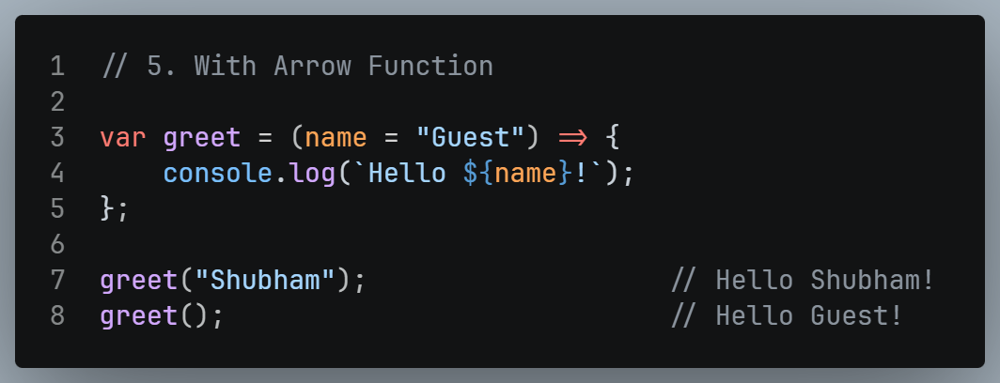 1 // 5. With Arrow Function
2
3 var greet = (name = "Guest") => {
4     console.log(`Hello ${name}!`);
5 };
6
7 greet("Shubham");                    // Hello Shubham!
8 greet();                             // Hello Guest!